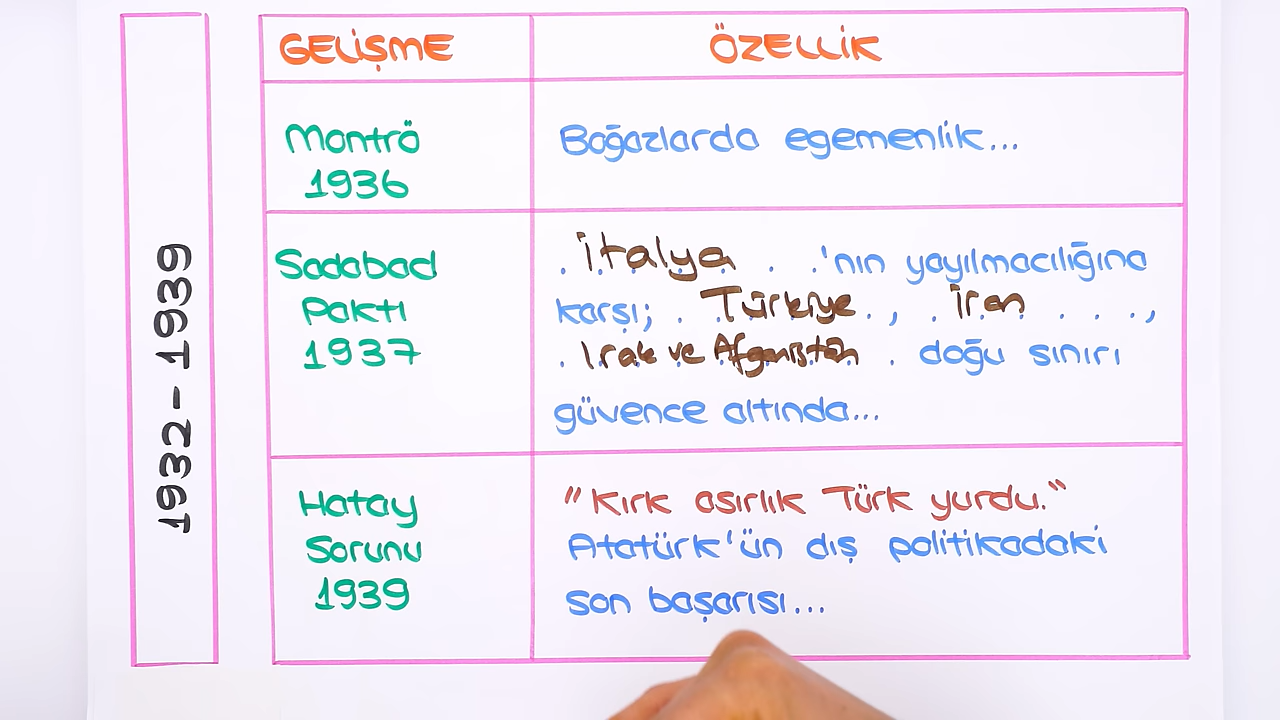 1932-1939
GELİŞME ÖZELLİK
Montrö
1936
Boğazlarda egemenlik...
Sadabad
Paktı
1937
. İtalya . .'nın yayılmacılığına
karşı; . Türkiye . , . İran . . . . ,
. Irak ve Afganistan . doğu sınırı
güvence altında...
Hatay
Sorunu
1939
"Kırk asırlık Türk yurdu."
Atatürk'ün dış politikadaki
son başarısı...